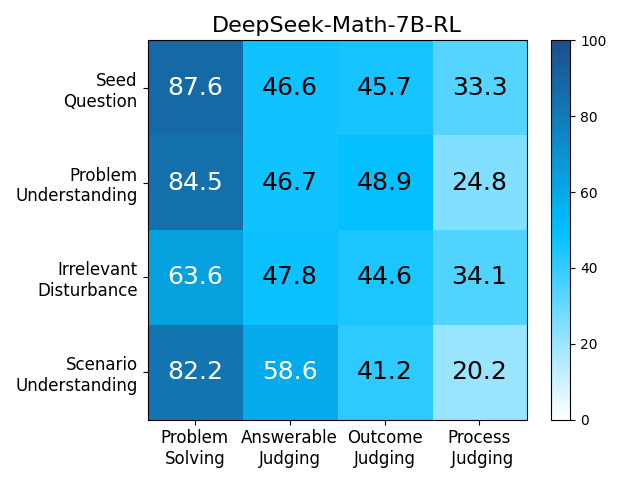 DeepSeek-Math-7B-RL
Seed
Question
87.6 46.6 45.7 33.3
Problem
Understanding
84.5 46.7 48.9 24.8
Irrelevant
Disturbance
63.6 47.8 44.6 34.1
Scenario
Understanding
82.2 58.6 41.2 20.2
Problem
Solving
Answerable
Judging
Outcome
Judging
Process
Judging
100
80
60
40
20
0